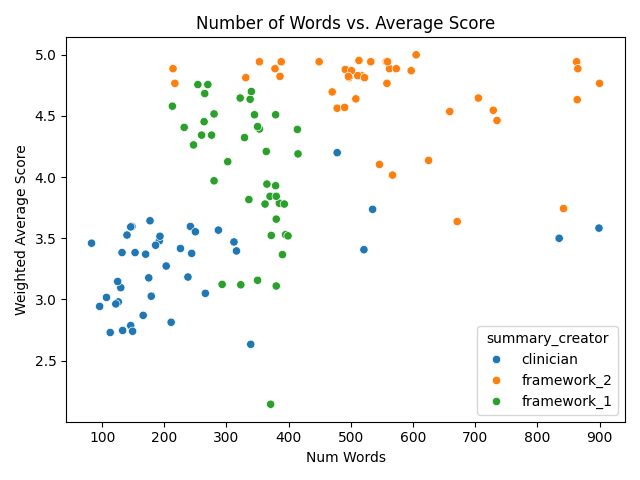 Number of Words vs. Average Score
Weighted Average Score
5.0
4.5
4.0
3.5
3.0
2.5
100 200 300 400 500 600 700 800 900
Num Words
summary_creator
clinician
framework_2
framework_1